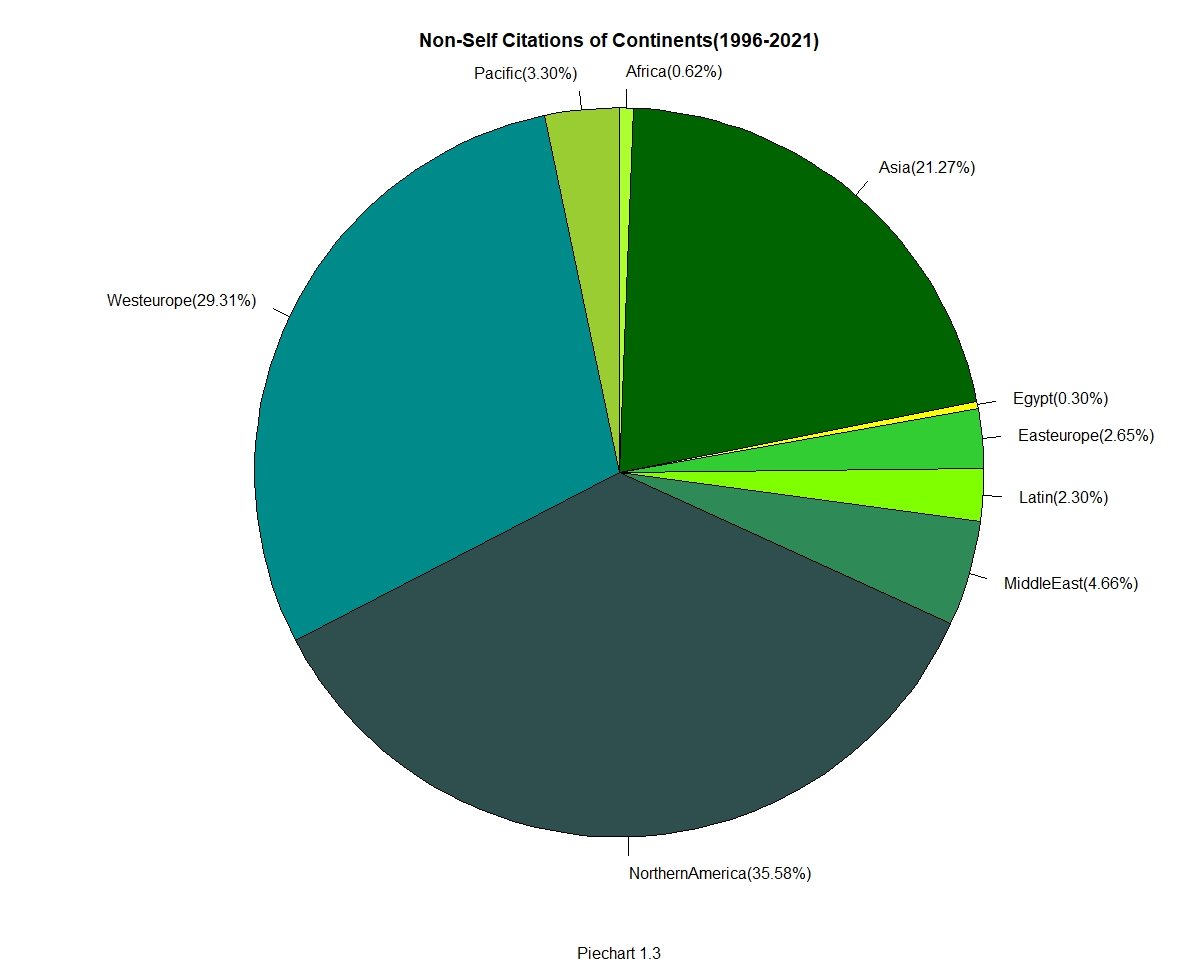 Non-Self Citations of Continents(1996-2021)
Pacific(3.30%)
Africa(0.62%)
Asia(21.27%)
Westeurope(29.31%)
Egypt(0.30%)
Easteurope(2.65%)
Latin(2.30%)
MiddleEast(4.66%)
NorthernAmerica(35.58%)
Piechart 1.3